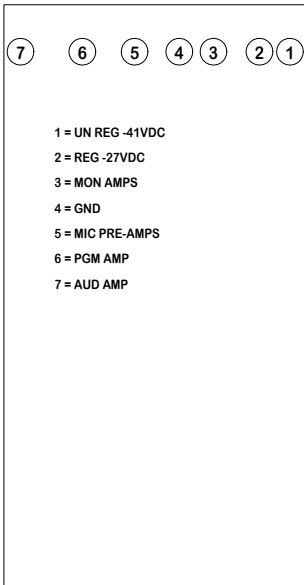 7 6 5 4 3 2 1
1 = UN REG -41VDC
2 = REG -27VDC
3 = MON AMPS
4 = GND
5 = MIC PRE-AMPS
6 = PGM AMP
7 = AUD AMP